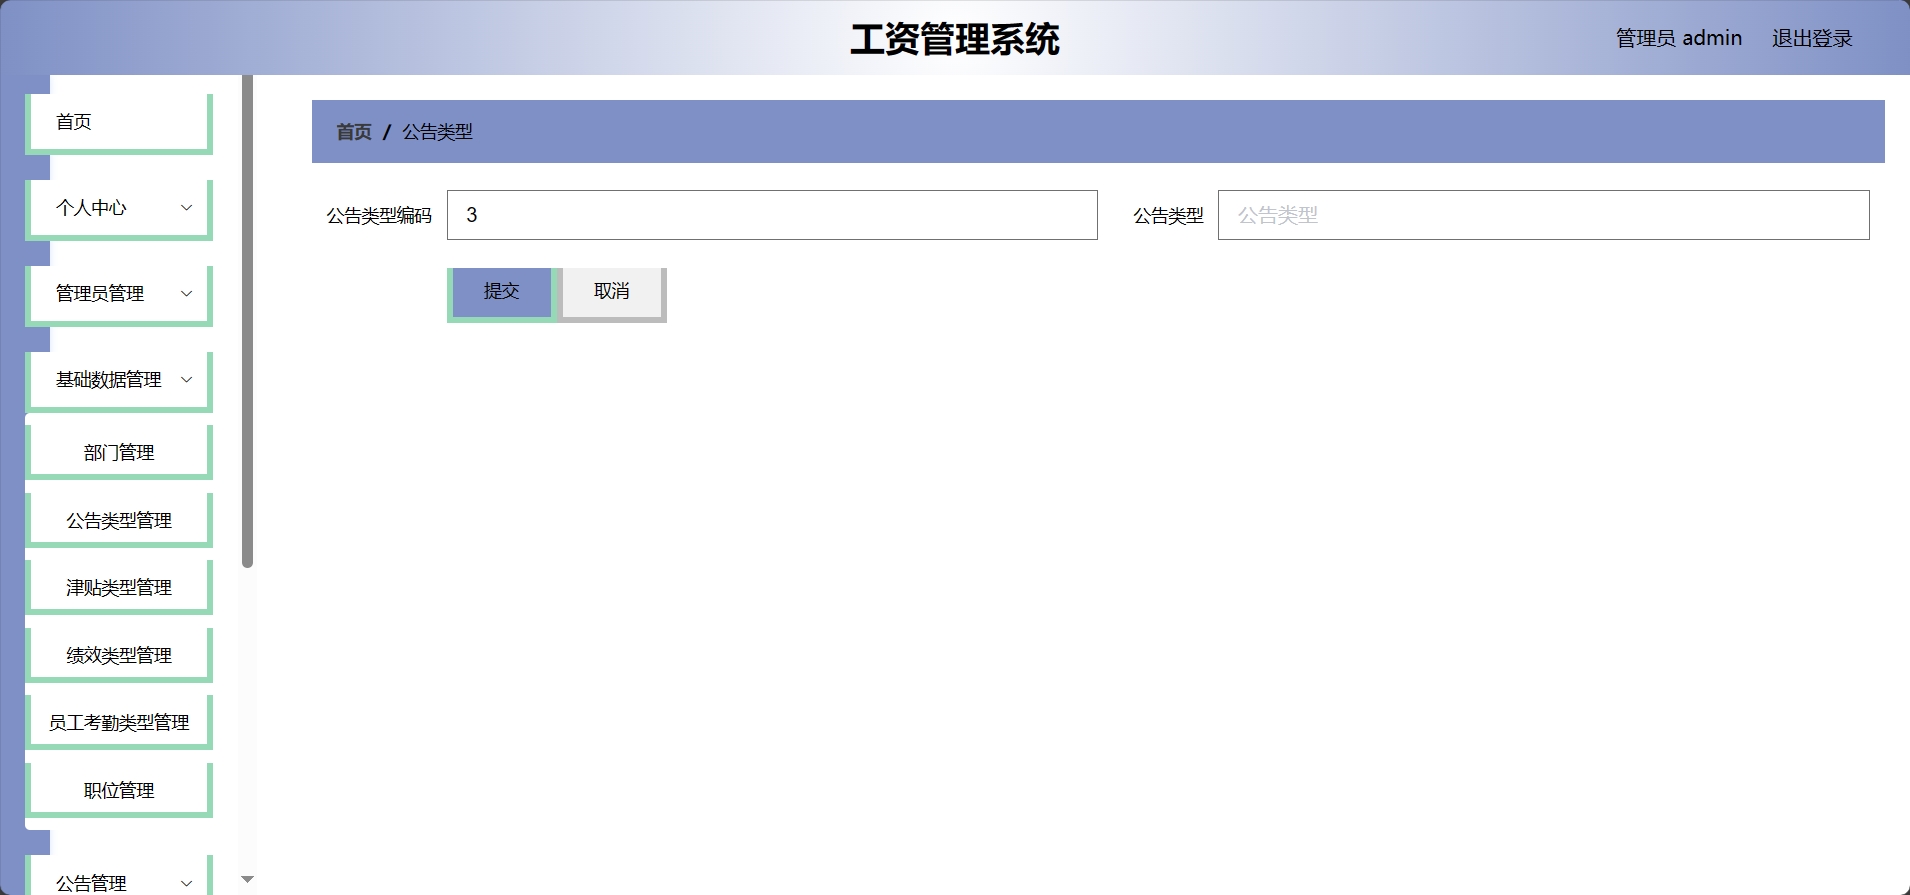 工资管理系统
管理员 admin 退出登录
首页
个人中心
管理员管理
基础数据管理
部门管理
公告类型管理
津贴类型管理
绩效类型管理
员工考勤类型管理
职位管理
公告管理
首页 / 公告类型
公告类型编码 3 公告类型 公告类型
提交 取消